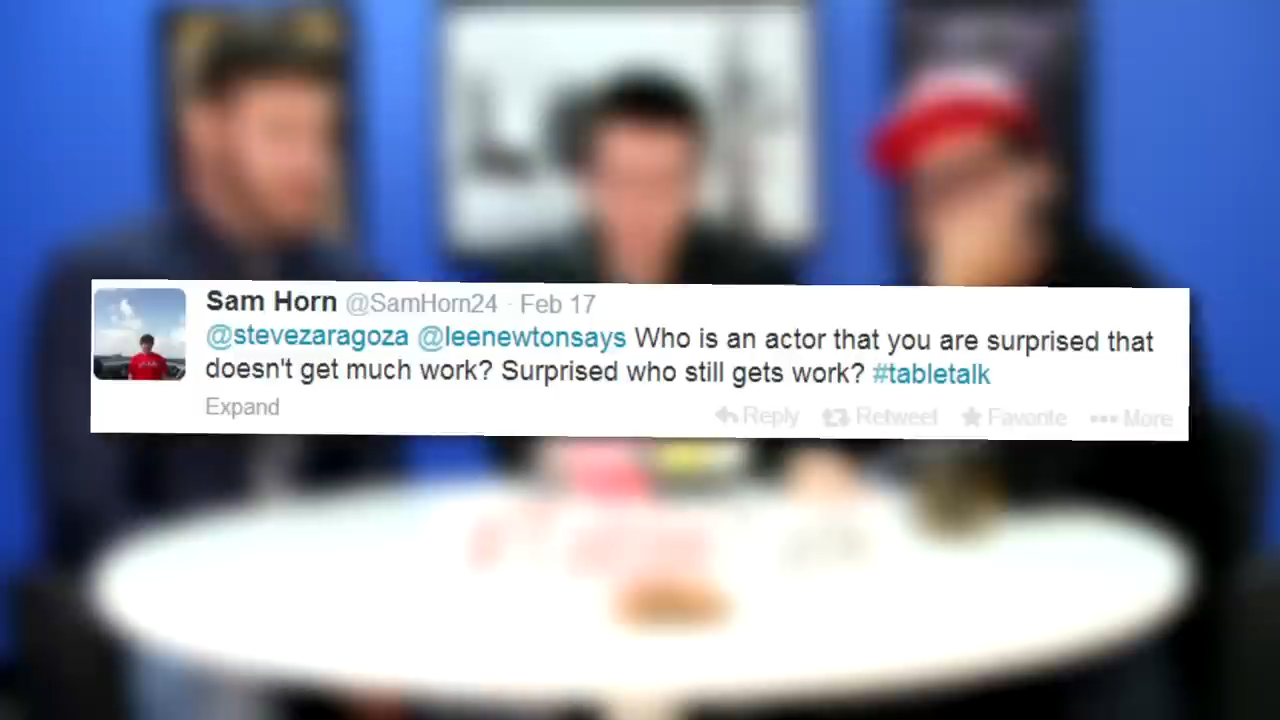 Sam Horn @SamHorn24 · Feb 17
@stevezaragoza @leenewtonsays Who is an actor that you are surprised that
doesn't get much work? Surprised who still gets work? #tabletalk
Expand Reply Retweet Favorite More